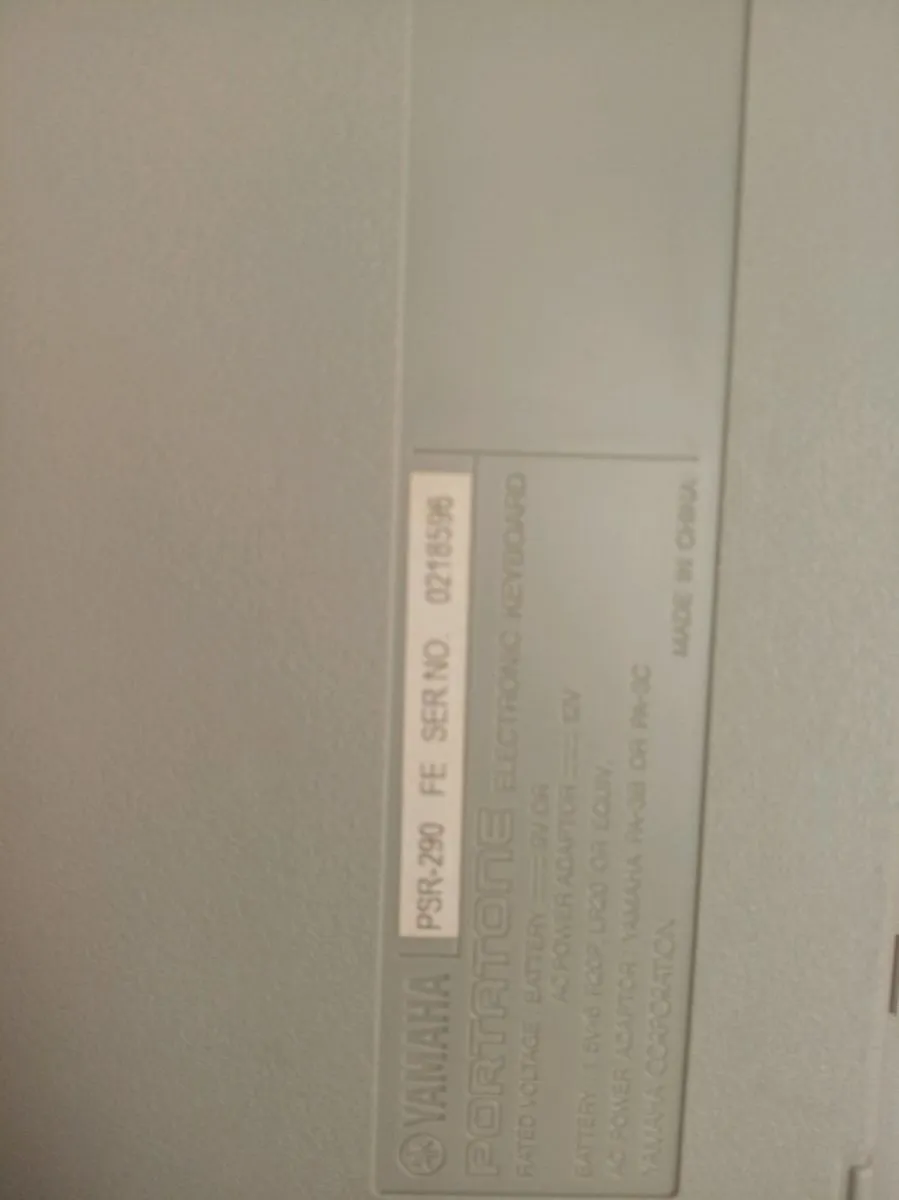 YAMAHA PSR-290 FE SER.NO. 0218596
PORTATONE ELECTRONIC KEYBOARD
RATED VOLTAGE BATTERY 9V OR
AC POWER ADAPTOR 12V
BATTERY 1.5V×6 R20P, LR20 OR EQUIV.
AC POWER ADAPTOR YAMAHA PA-3B OR PA-3C
YAMAHA CORPORATION MADE IN CHINA